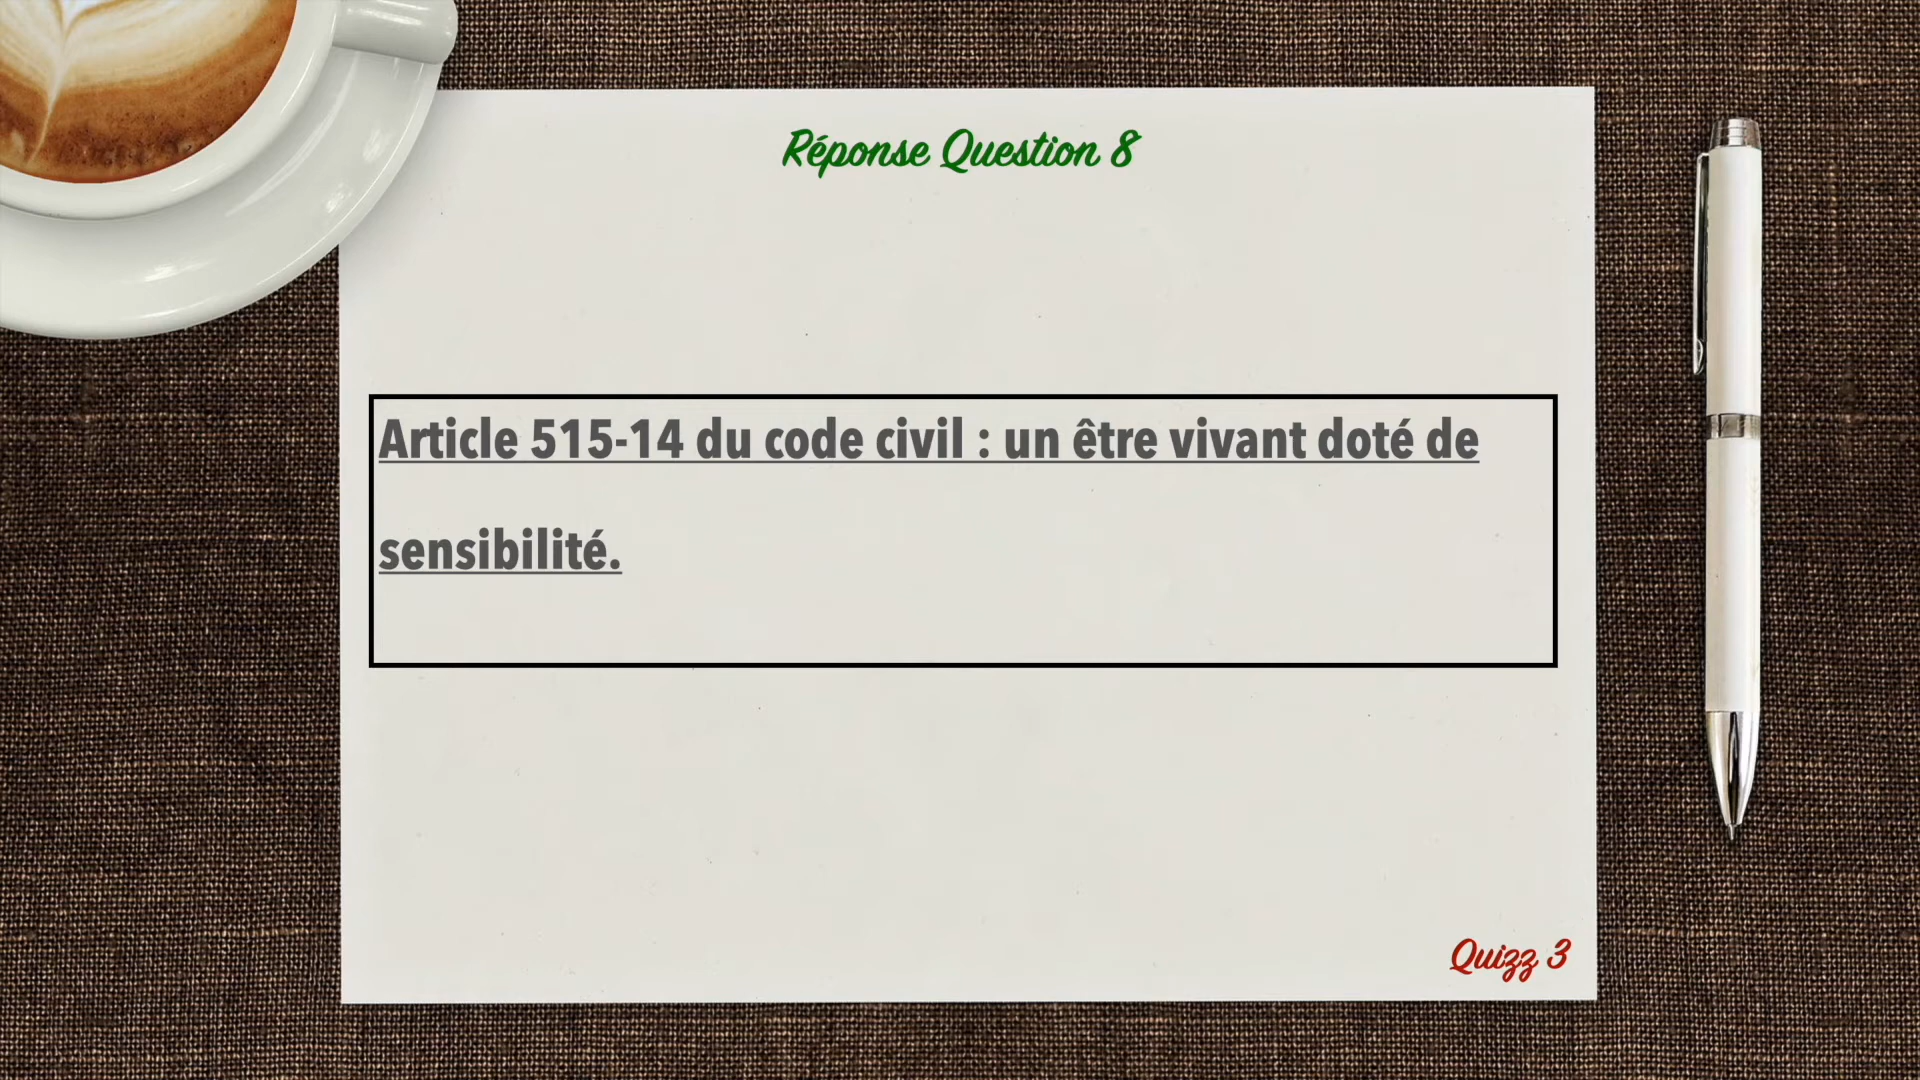 Réponse Question 8
Article 515-14 du code civil : un être vivant doté de
sensibilité.
Quizz 3